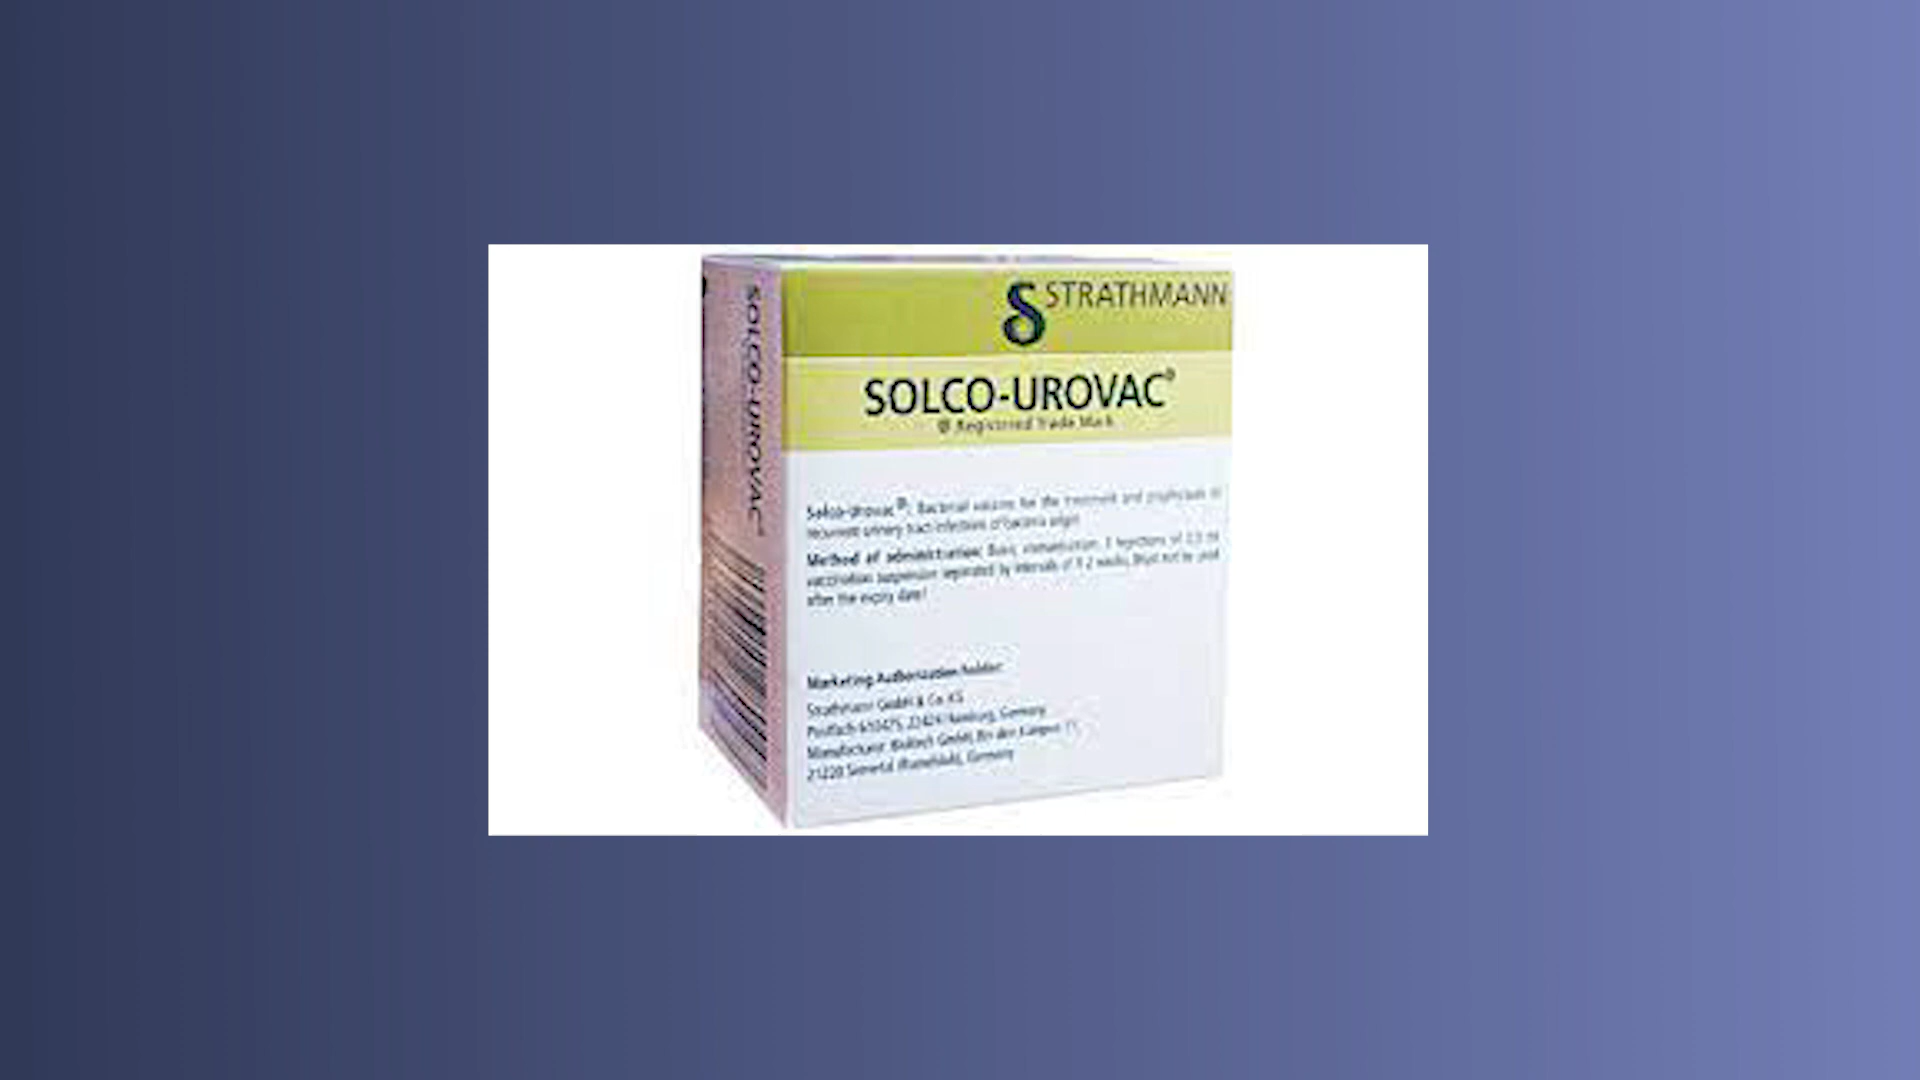 STRATHMANN
SOLCO-UROVAC®
® Registered Trade Mark
SOLCO-UROVAC®
Solco-Urovac®: Bacterial vaccine for the treatment and prophylaxis of
recurrent urinary tract infections of bacteria origin
Method of administration: Basic immunization: 3 injections of 0.5 ml
vaccination suspension separated by intervals of 1-2 weeks. Must not be used
after the expiry date!
Marketing Authorization holder:
Strathmann GmbH & Co. KG
Postfach 610425, 22424 Hamburg, Germany
Manufacturer: GmbH,
21220 Germany